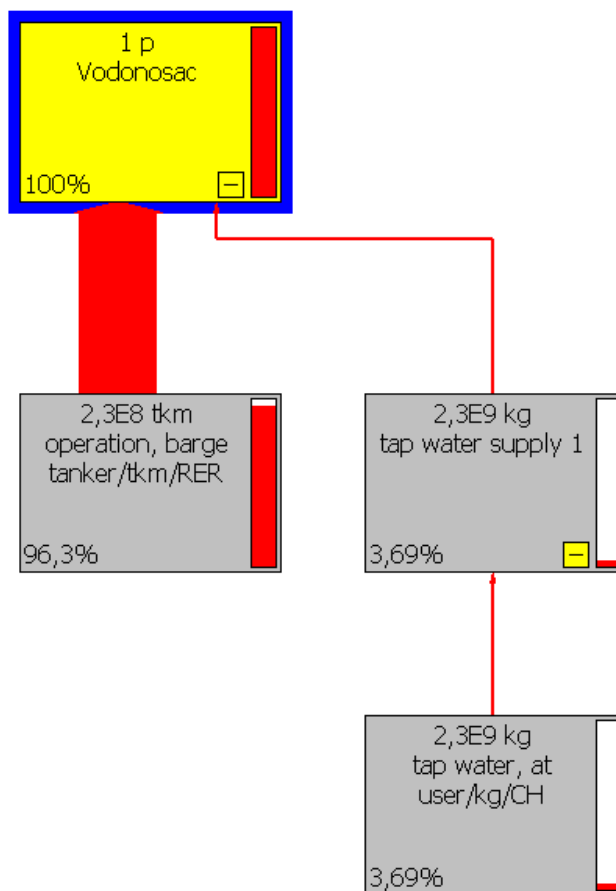 1 p
Vodonosac
100%
2,3E8 tkm
operation, barge
tanker/tkm/RER
96,3%
2,3E9 kg
tap water supply 1
3,69%
2,3E9 kg
tap water, at
user/kg/CH
3,69%